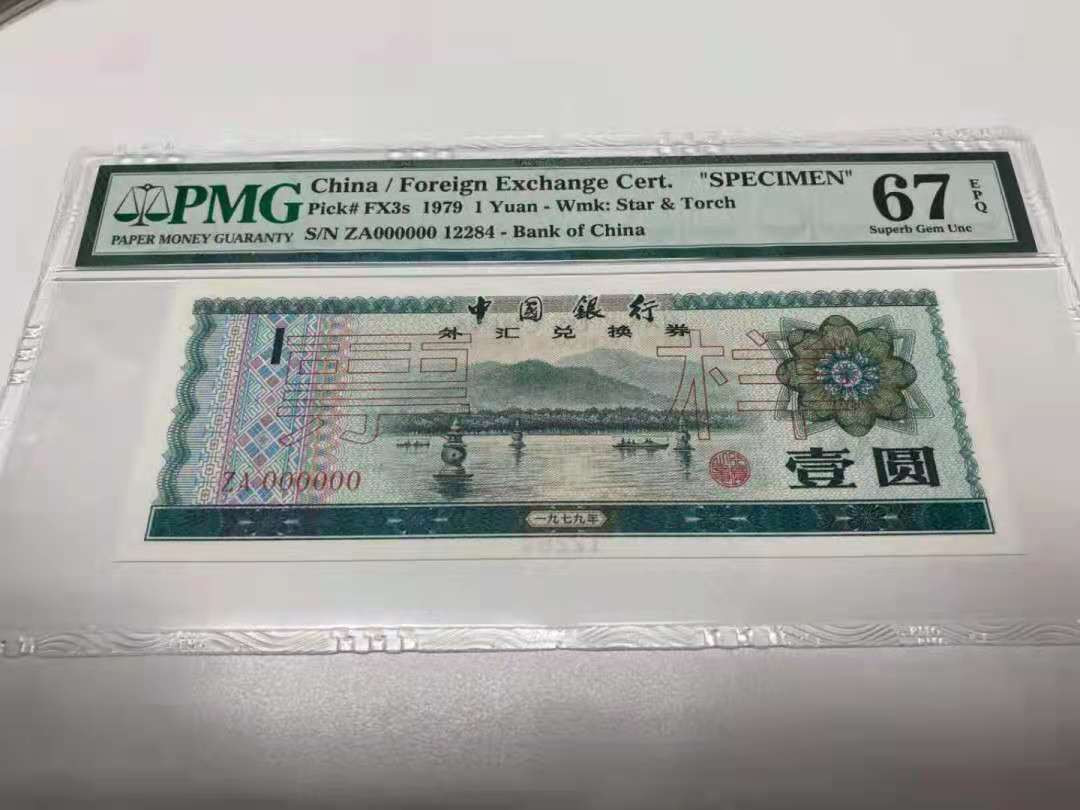 PMG
PAPER MONEY GUARANTY
China / Foreign Exchange Cert. "SPECIMEN"
Pick# FX3s 1979 1 Yuan - Wmk: Star & Torch
S/N ZA000000 12284 - Bank of China
67
EPQ
Superb Gem Unc
中國銀行
外汇兑换券
1
票样
ZA000000
壹圆
一九七九年